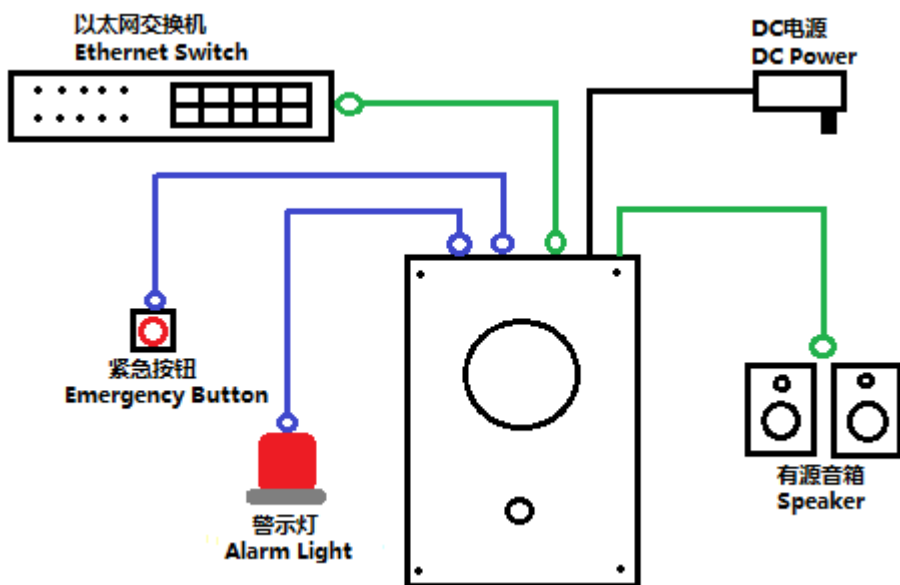 以太网交换机
Ethernet Switch
DC电源
DC Power
紧急按钮
Emergency Button
警示灯
Alarm Light
有源音箱
Speaker